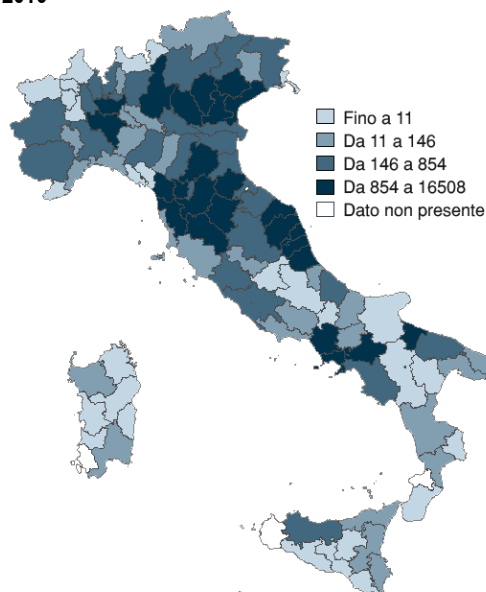 Fino a 11
Da 11 a 146
Da 146 a 854
Da 854 a 16508
Dato non presente